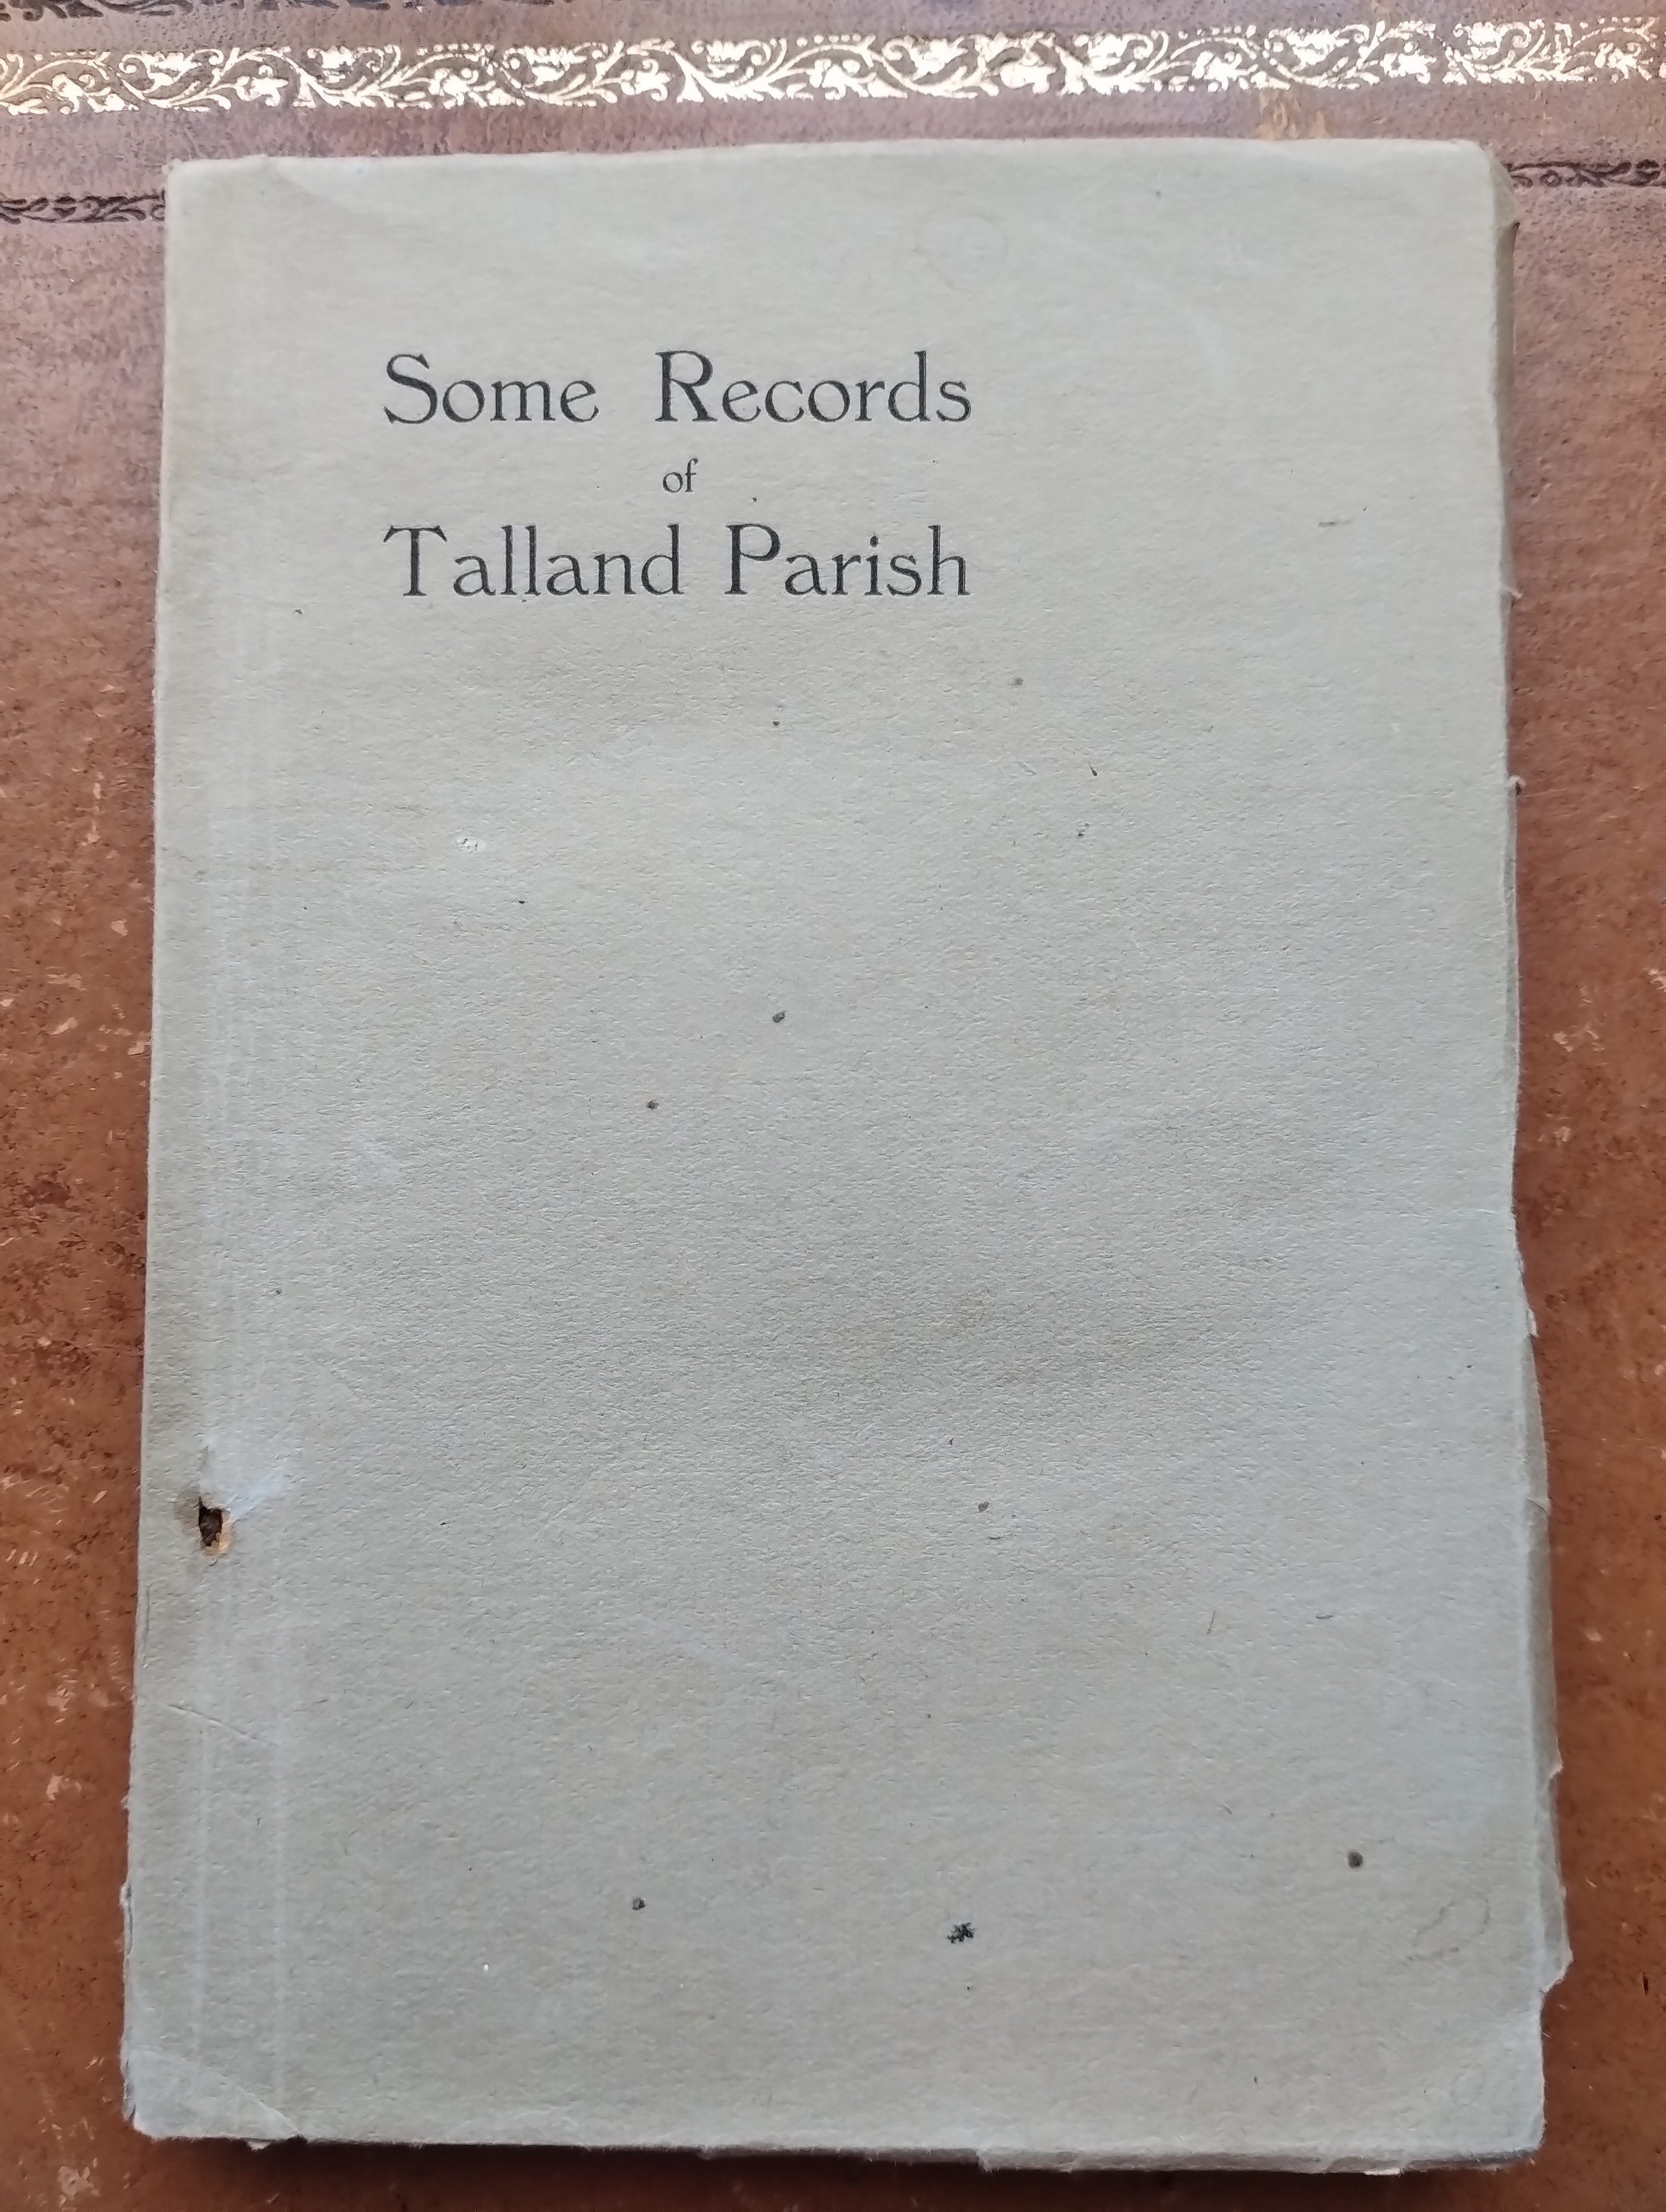 Some Records
of
Talland Parish